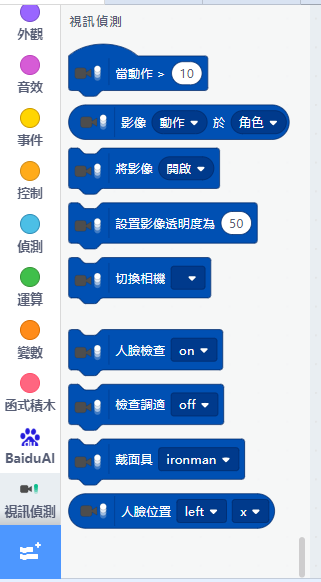 外觀
音效
事件
控制
偵測
運算
變數
函式積木
BaiduAI
視訊偵測
視訊偵測
當動作 > 10
影像 動作 於 角色
將影像 開啟
設置影像透明度為 50
切換相機
人臉檢查 on
檢查調適 off
戴面具 ironman
人臉位置 left x